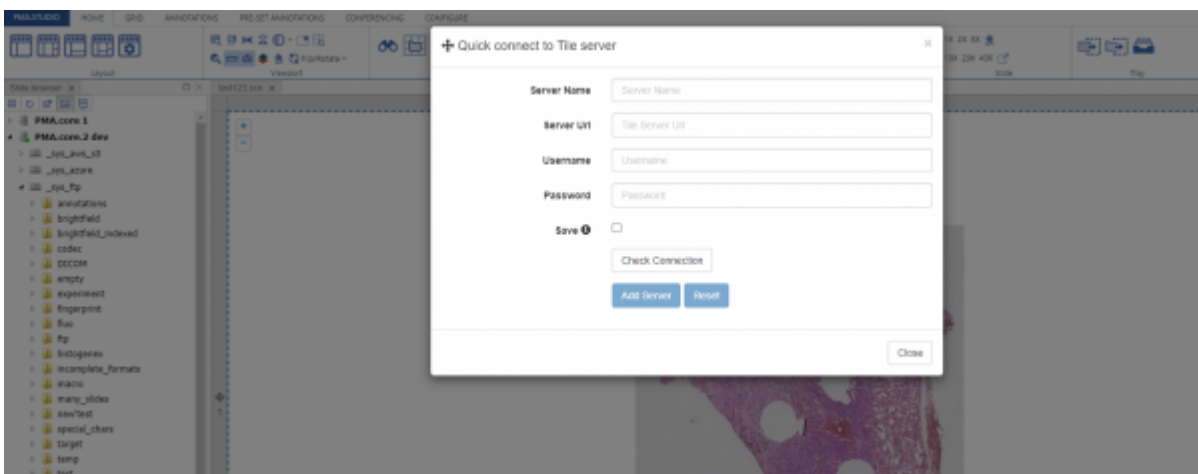 PMA.STUDIO HOME GRID ANNOTATIONS PRE-SET ANNOTATIONS CONFERENCING CONFIGURE
Flip/Rotate
Layout Viewport Tray
Slide browser
PMA.core 1
PMA.core.2 dev
_sys_aws_s3
_sys_azure
_sys_ftp
annotations
brightfield
brightfield_indexed
codec
DICOM
empty
experiment
fingerprint
fluo
ftp
histogenex
incomplete_formats
macro
many_slides
new'test
special_chars
target
temp
test
Quick connect to Tile server ×
Server Name Server Name
Server Url Tile Server Url
Username Username
Password Password
Save
Check Connection
Add Server Reset
Close